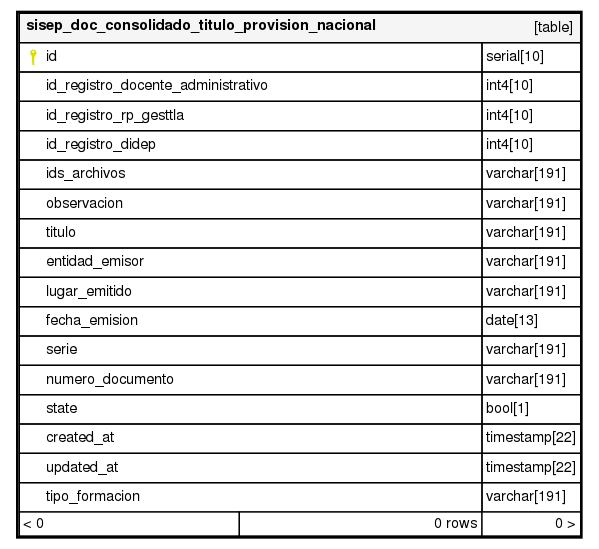 sisep_doc_consolidado_titulo_provision_nacional [table]
id serial[10]
id_registro_docente_administrativo int4[10]
id_registro_rp_gesttla int4[10]
id_registro_didep int4[10]
ids_archivos varchar[191]
observacion varchar[191]
titulo varchar[191]
entidad_emisor varchar[191]
lugar_emitido varchar[191]
fecha_emision date[13]
serie varchar[191]
numero_documento varchar[191]
state bool[1]
created_at timestamp[22]
updated_at timestamp[22]
tipo_formacion varchar[191]
< 0 0 rows 0 >